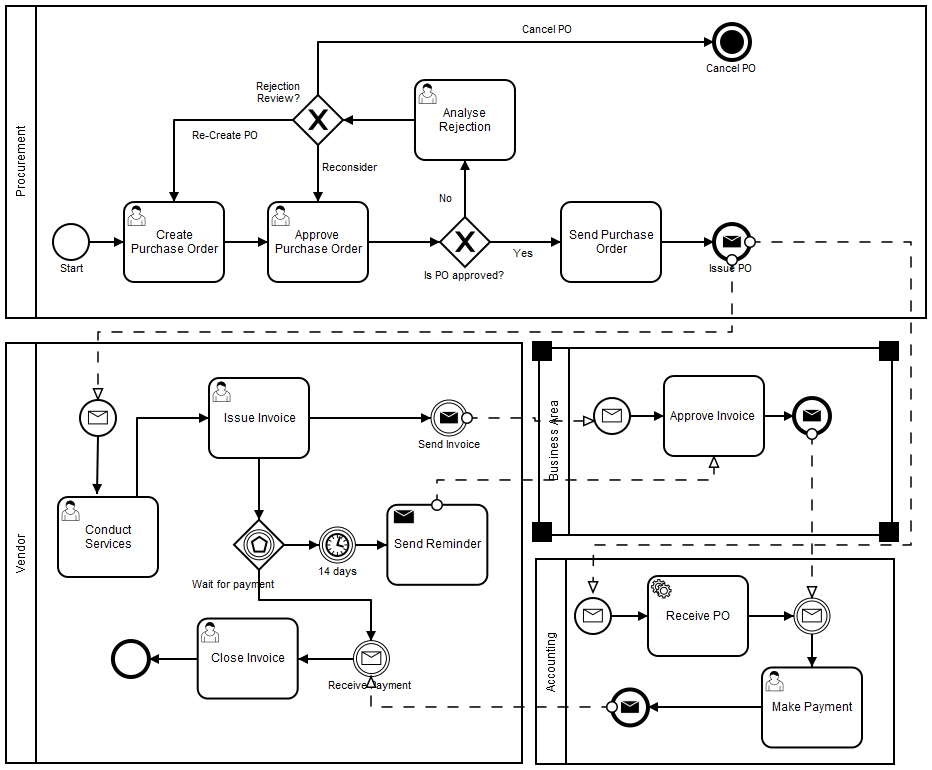 Procurement
Cancel PO
Cancel PO
Rejection
Review?
Re-Create PO
Analyse
Rejection
Reconsider
No
Start
Create
Purchase Order
Approve
Purchase Order
Is PO approved?
Yes
Send Purchase
Order
Issue PO
Vendor
Issue Invoice
Send Invoice
Conduct
Services
Wait for payment
14 days
Send Reminder
Close Invoice
Receive Payment
Business Area
Approve Invoice
Accounting
Receive PO
Make Payment